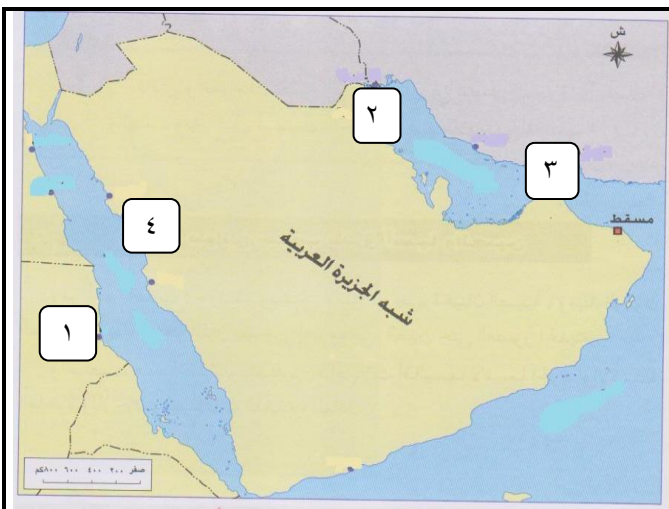 ش
٢
٣
مسقط
٤
شبه الجزيرة العربية
١
صفر ٢٠٠ ٤٠٠ ٦٠٠ ٨٠٠كم